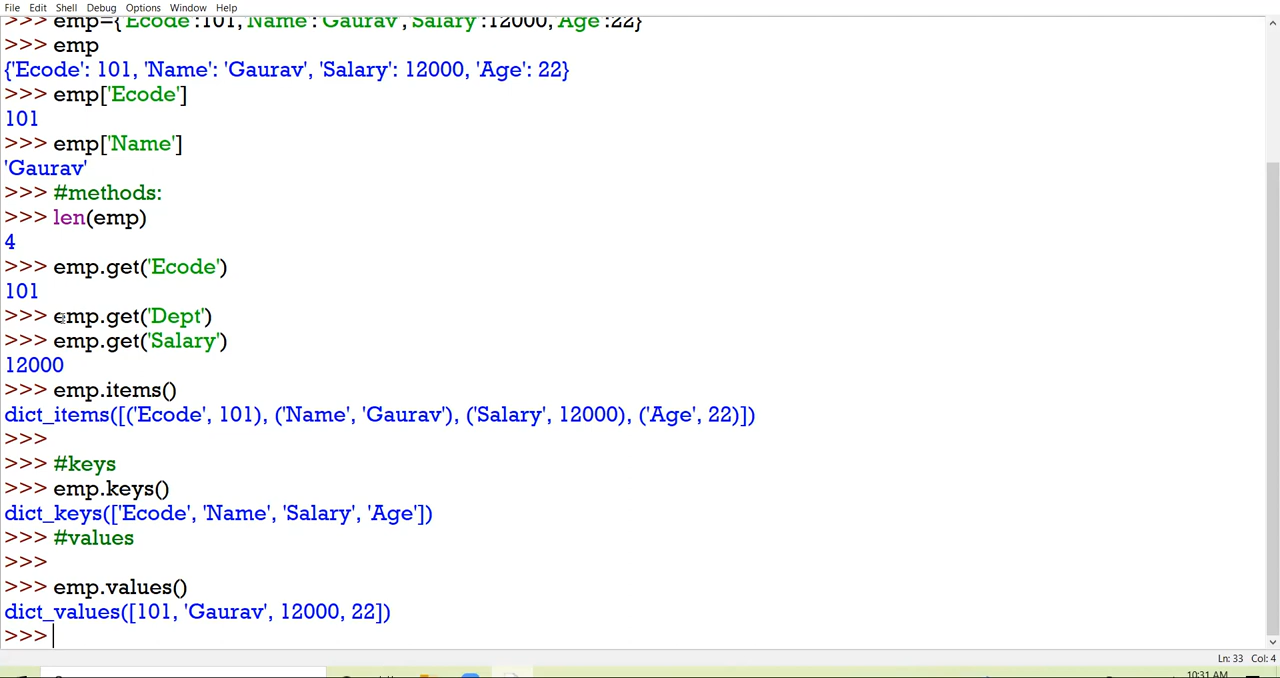 File Edit Shell Debug Options Window Help
>>> emp={'Ecode':101,'Name':'Gaurav','Salary':12000,'Age':22}
>>> emp
{'Ecode': 101, 'Name': 'Gaurav', 'Salary': 12000, 'Age': 22}
>>> emp['Ecode']
101
>>> emp['Name']
'Gaurav'
>>> #methods:
>>> len(emp)
4
>>> emp.get('Ecode')
101
>>> emp.get('Dept')
>>> emp.get('Salary')
12000
>>> emp.items()
dict_items([('Ecode', 101), ('Name', 'Gaurav'), ('Salary', 12000), ('Age', 22)])
>>>
>>> #keys
>>> emp.keys()
dict_keys(['Ecode', 'Name', 'Salary', 'Age'])
>>> #values
>>>
>>> emp.values()
dict_values([101, 'Gaurav', 12000, 22])
>>>
Ln: 33 Col: 4
10:31 AM